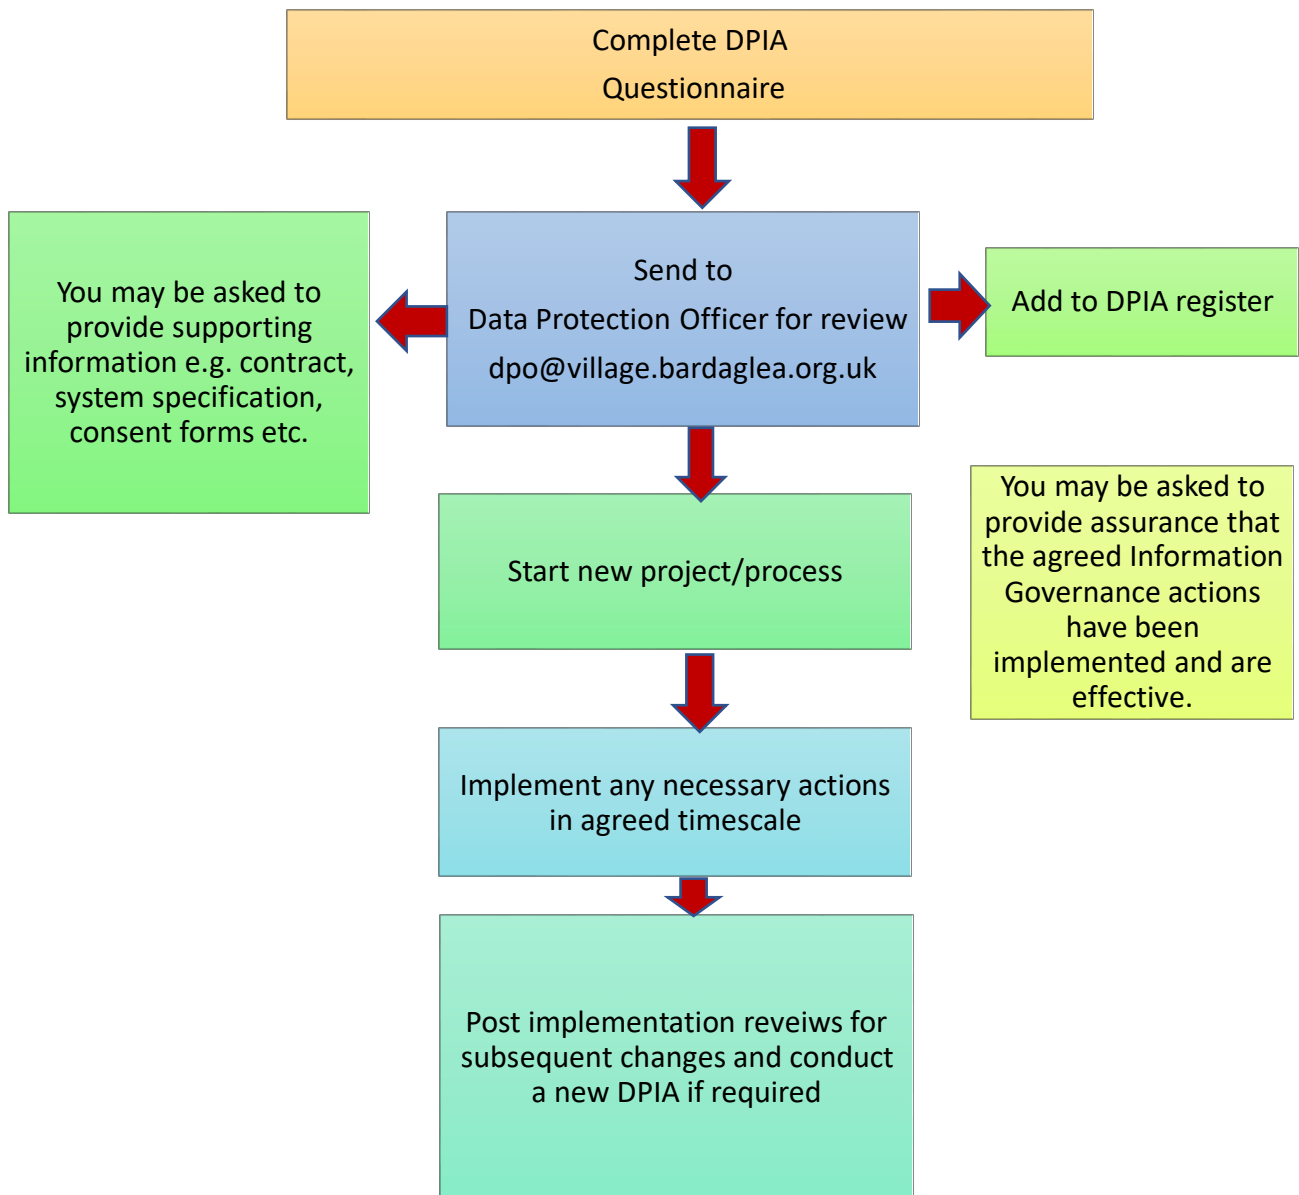 Complete DPIA
Questionnaire
You may be asked to
provide supporting
information e.g. contract,
system specification,
consent forms etc.
Send to
Data Protection Officer for review
dpo@village.bardaglea.org.uk
Add to DPIA register
Start new project/process
You may be asked to
provide assurance that
the agreed Information
Governance actions
have been
implemented and are
effective.
Implement any necessary actions
in agreed timescale
Post implementation reveiws for
subsequent changes and conduct
a new DPIA if required